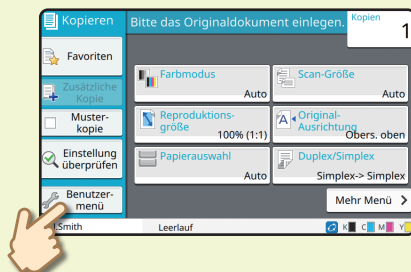 Kopieren
Bitte das Originaldokument einlegen.
Kopien
1
Favoriten
Zusätzliche
Kopie
Muster-
kopie
Einstellung
überprüfen
Benutzer-
menü
Farbmodus
Auto
Scan-Größe
Auto
Reproduktions-
größe
100% (1:1)
Original-
Ausrichtung
Obers. oben
Papierauswahl
Auto
Duplex/Simplex
Simplex-> Simplex
Mehr Menü
.Smith
Leerlauf
K
C
M
Y